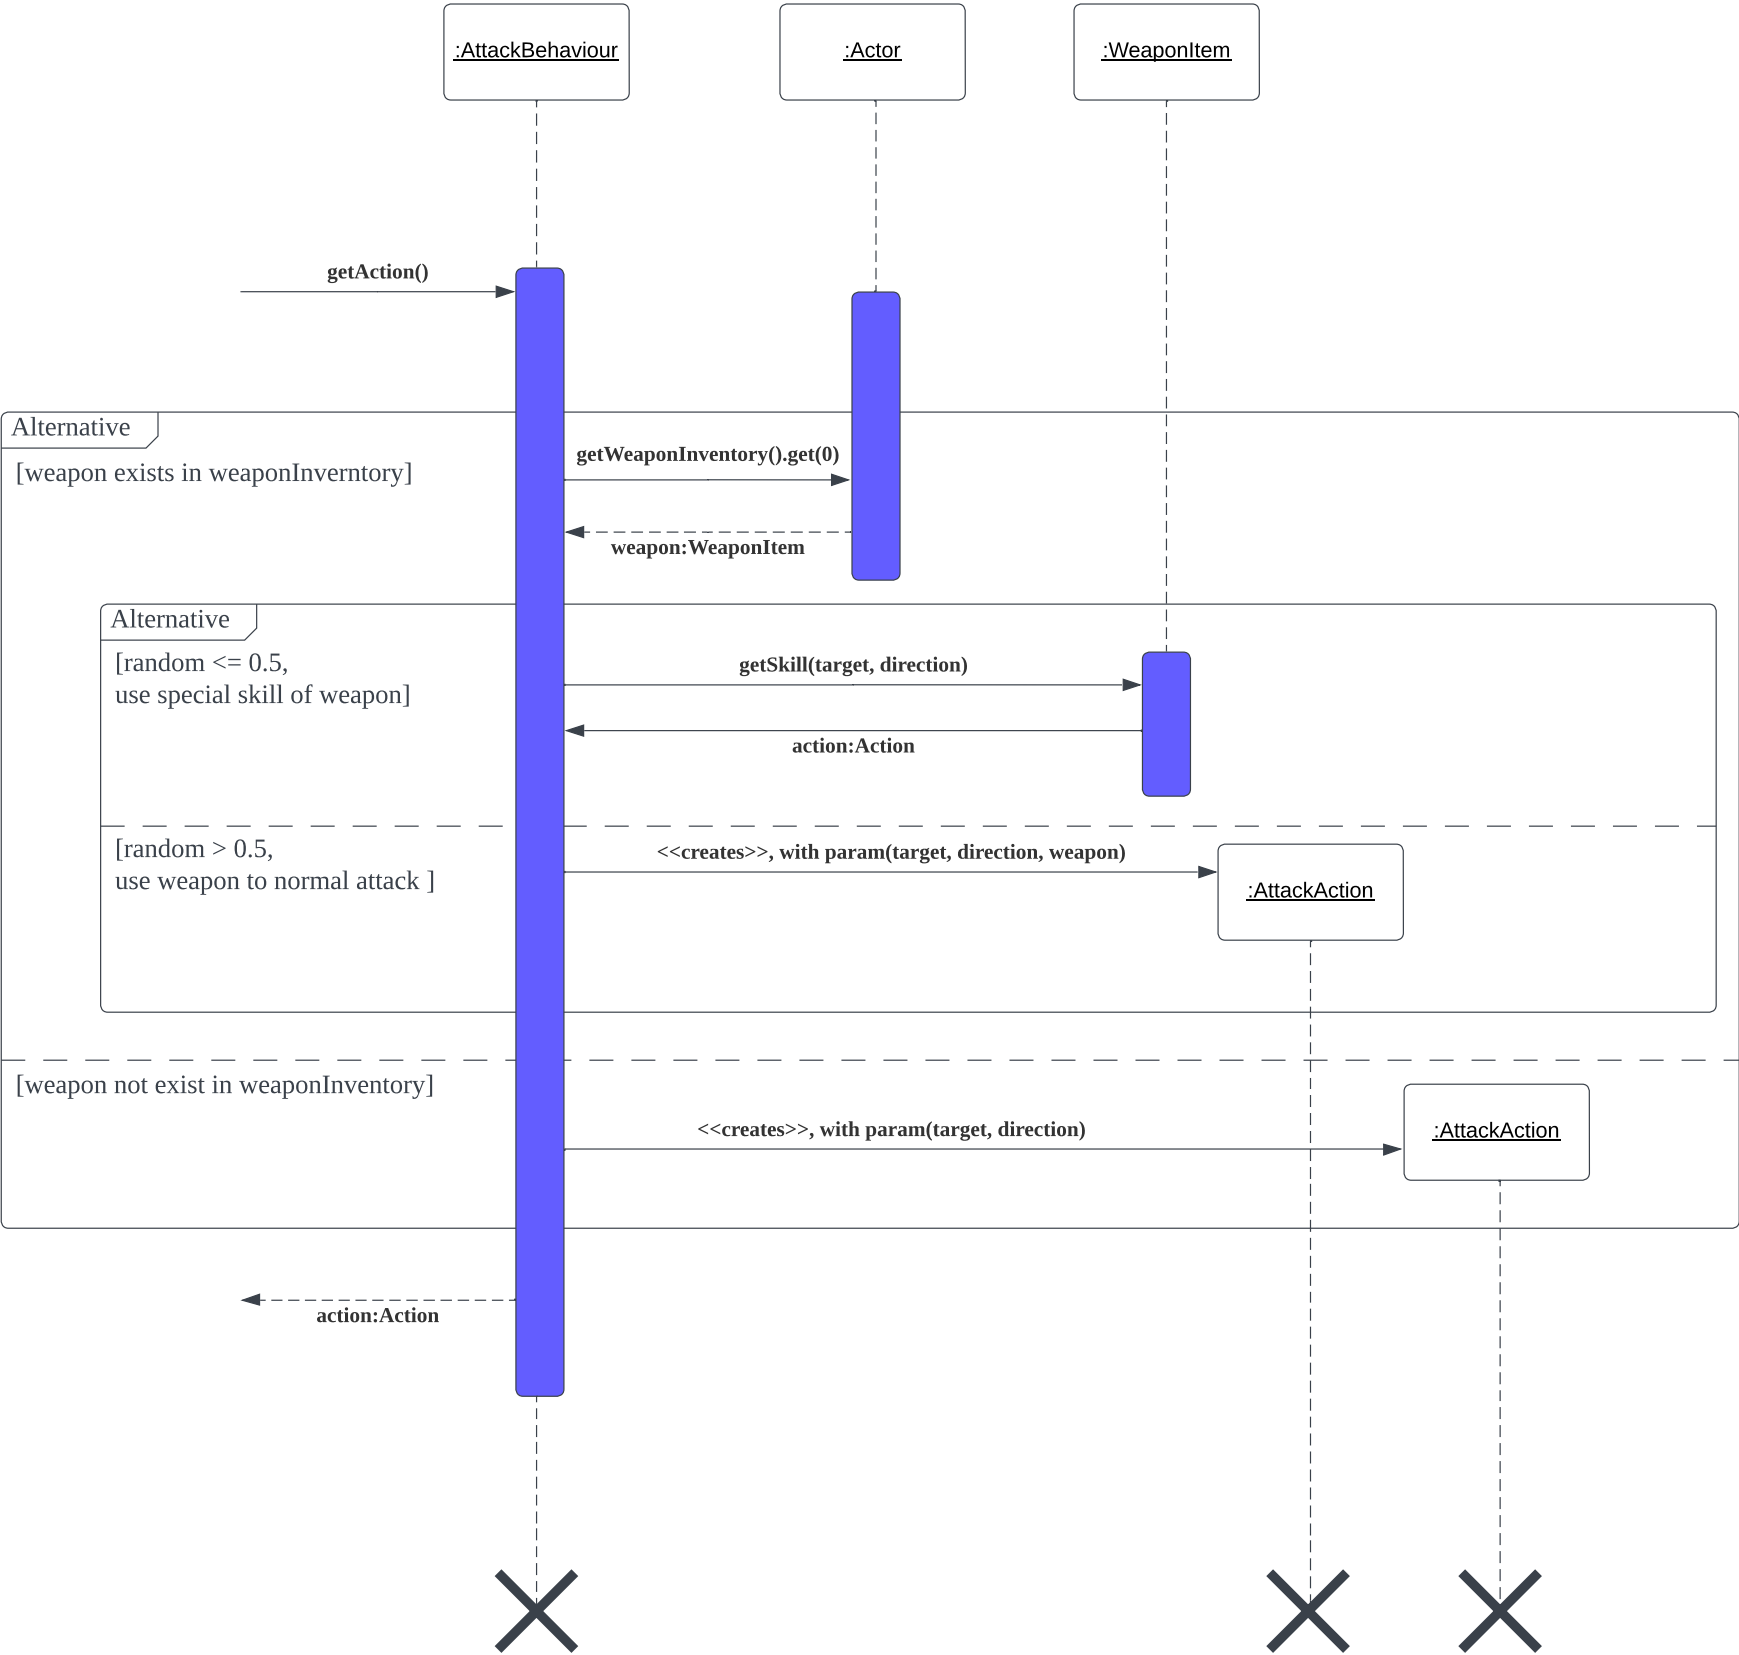 :AttackBehaviour
:Actor
:WeaponItem
getAction()
Alternative
[weapon exists in weaponInverntory]
getWeaponInventory().get(0)
weapon:WeaponItem
Alternative
[random <= 0.5,
use special skill of weapon]
getSkill(target, direction)
action:Action
[random > 0.5,
use weapon to normal attack ]
<<creates>>, with param(target, direction, weapon)
:AttackAction
[weapon not exist in weaponInventory]
<<creates>>, with param(target, direction)
:AttackAction
action:Action